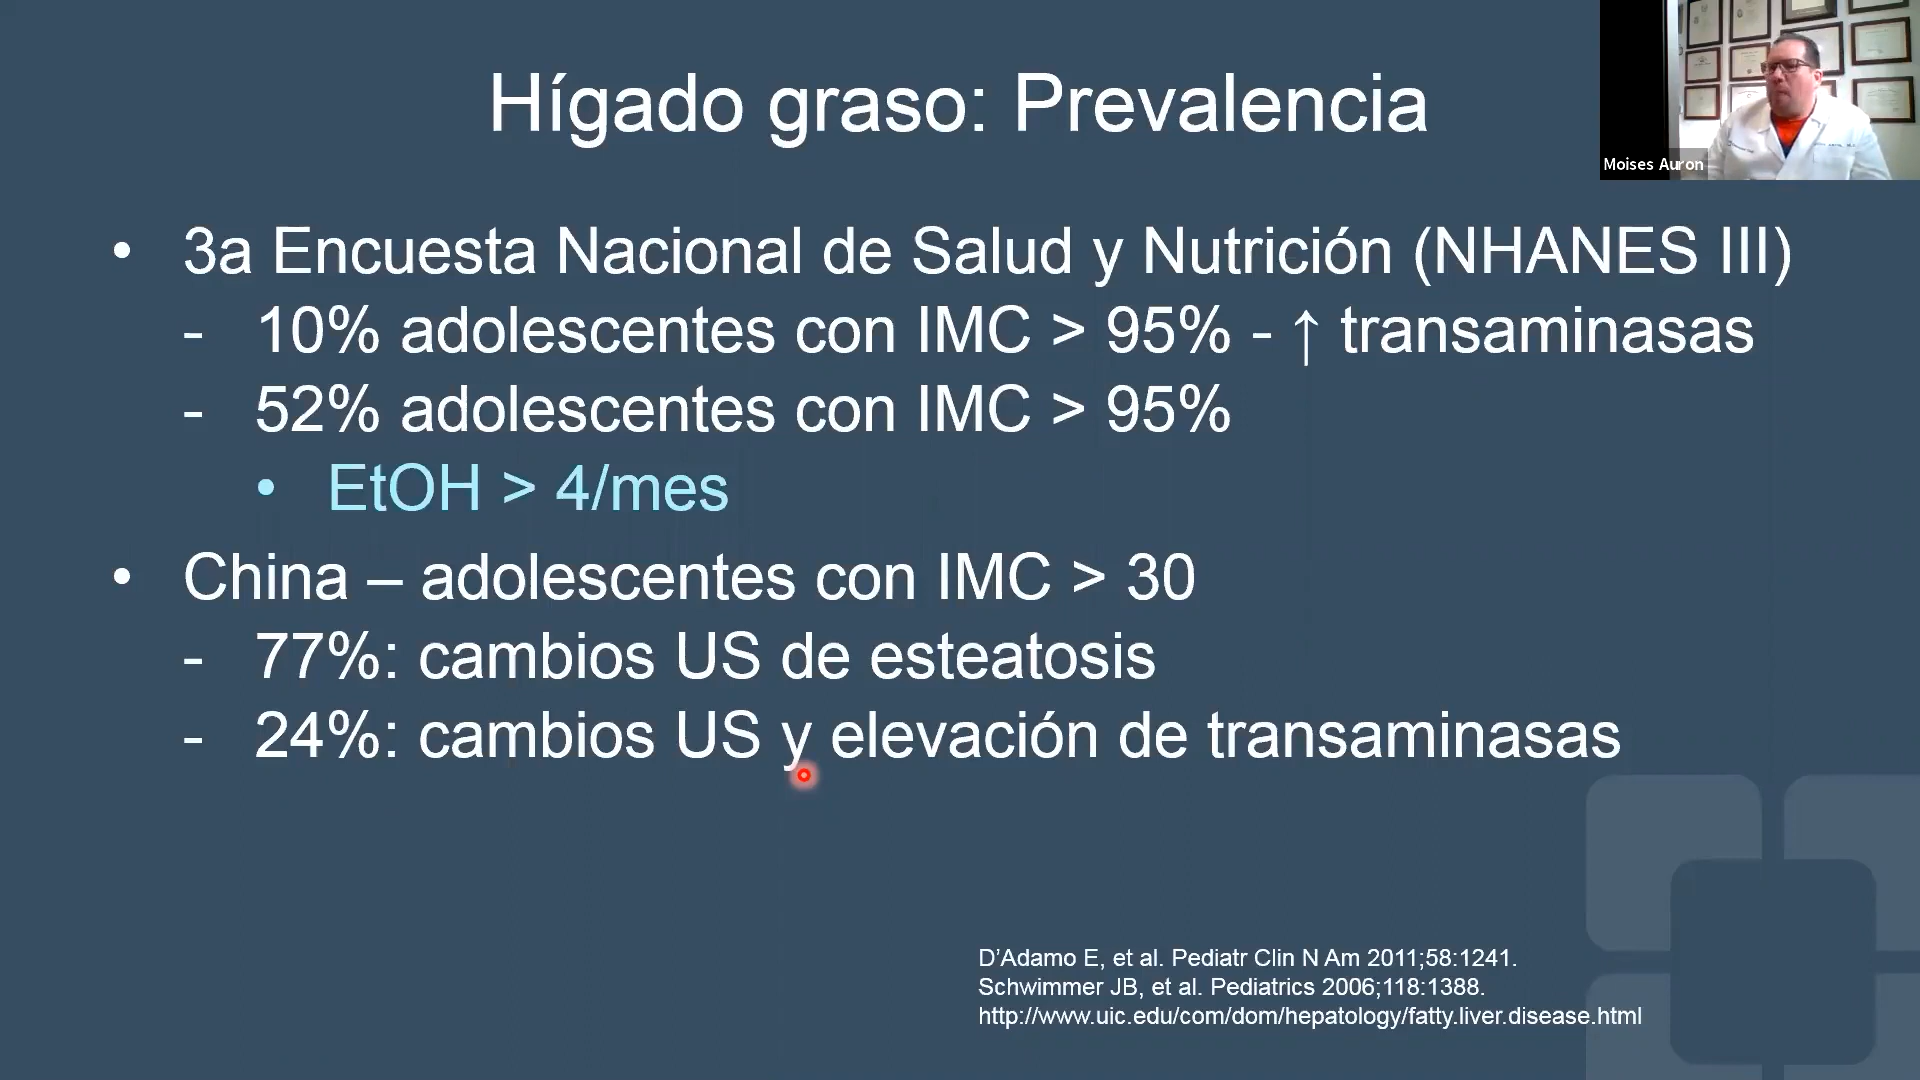 Hígado graso: Prevalencia
Moises Auron
• 3a Encuesta Nacional de Salud y Nutrición (NHANES III)
- 10% adolescentes con IMC > 95% - ↑ transaminasas
- 52% adolescentes con IMC > 95%
• EtOH > 4/mes
• China – adolescentes con IMC > 30
- 77%: cambios US de esteatosis
- 24%: cambios US y elevación de transaminasas
D’Adamo E, et al. Pediatr Clin N Am 2011;58:1241.
Schwimmer JB, et al. Pediatrics 2006;118:1388.
http://www.uic.edu/com/dom/hepatology/fatty.liver.disease.html